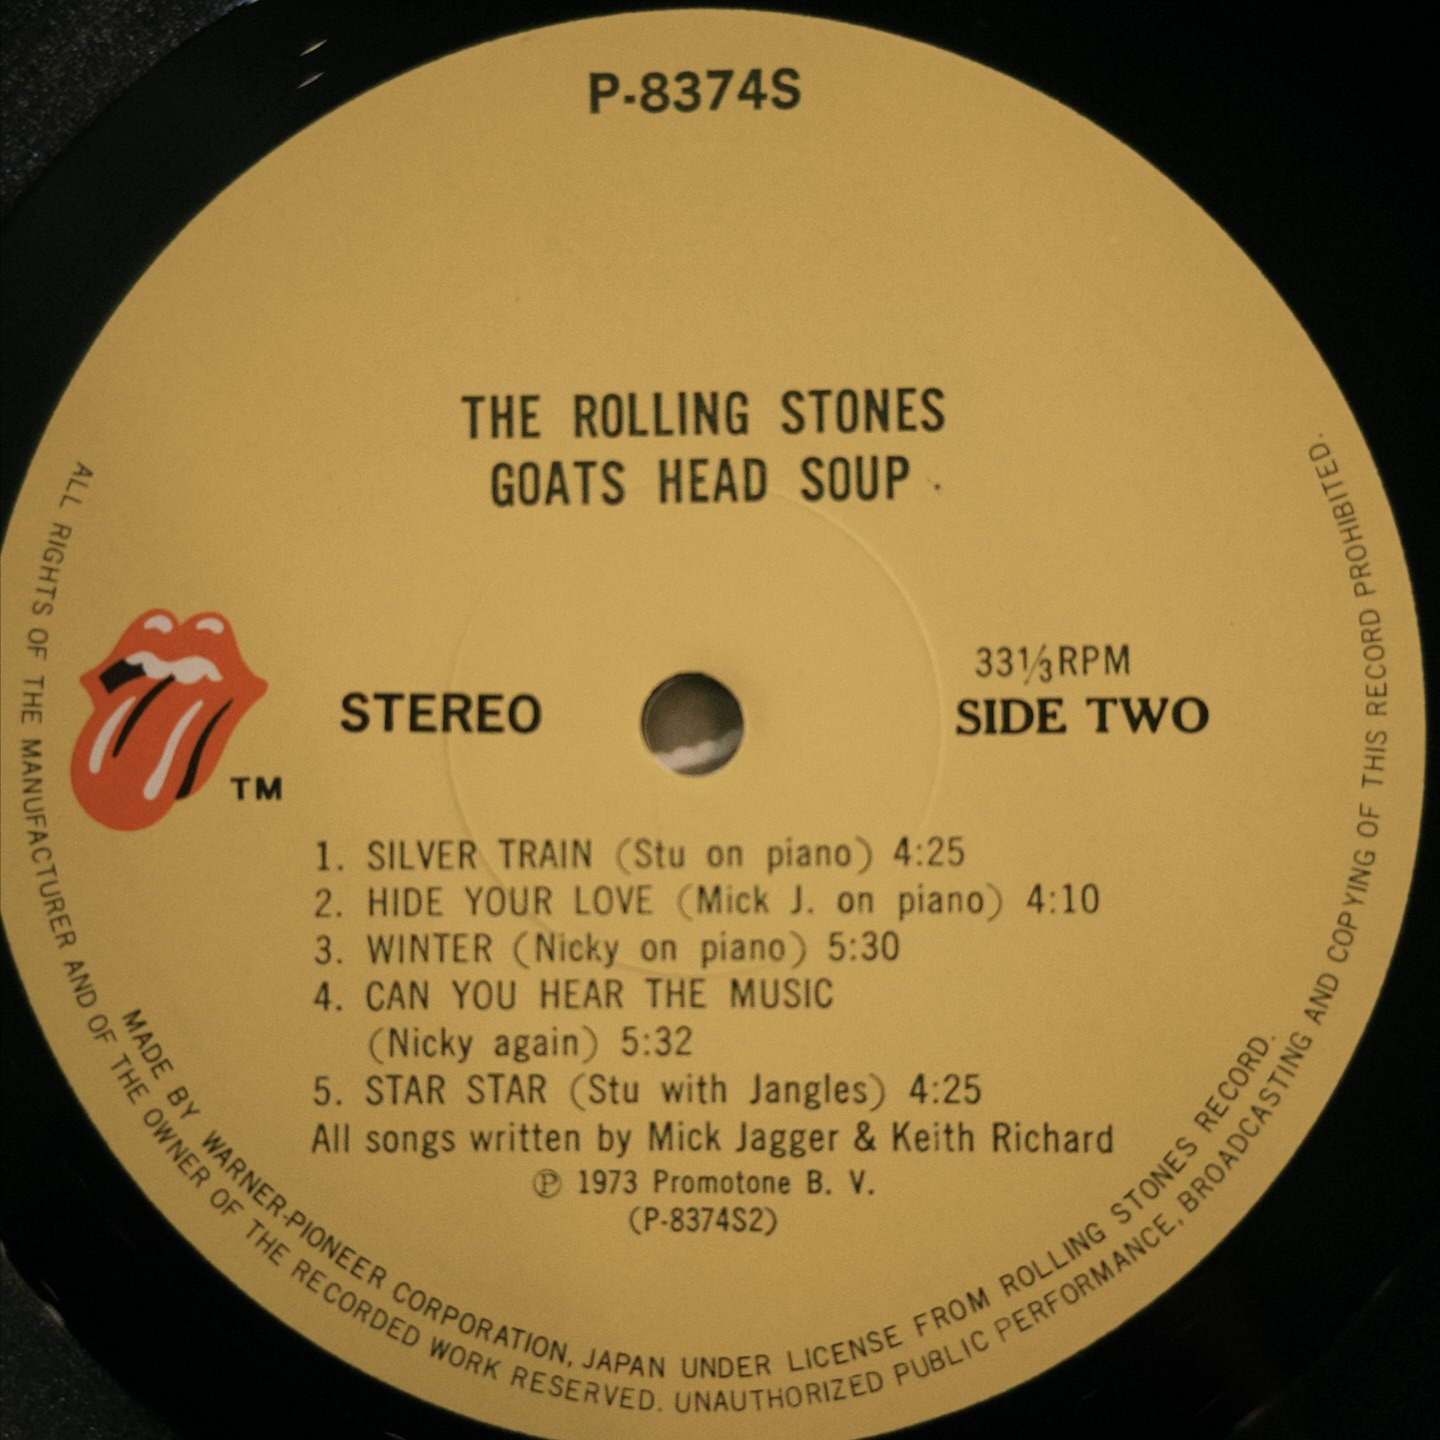 P-8374S
THE ROLLING STONES
GOATS HEAD SOUP
STEREO
33⅓RPM
SIDE TWO
TM
1. SILVER TRAIN (Stu on piano) 4:25
2. HIDE YOUR LOVE (Mick J. on piano) 4:10
3. WINTER (Nicky on piano) 5:30
4. CAN YOU HEAR THE MUSIC
(Nicky again) 5:32
5. STAR STAR (Stu with Jangles) 4:25
All songs written by Mick Jagger & Keith Richard
℗ 1973 Promotone B. V.
(P-8374S2)
MADE BY WARNER-PIONEER CORPORATION, JAPAN UNDER LICENSE FROM ROLLING STONES RECORD.
ALL RIGHTS OF THE MANUFACTURER AND OF THE OWNER OF THE RECORDED WORK RESERVED. UNAUTHORIZED PUBLIC PERFORMANCE, BROADCASTING AND COPYING OF THIS RECORD PROHIBITED.